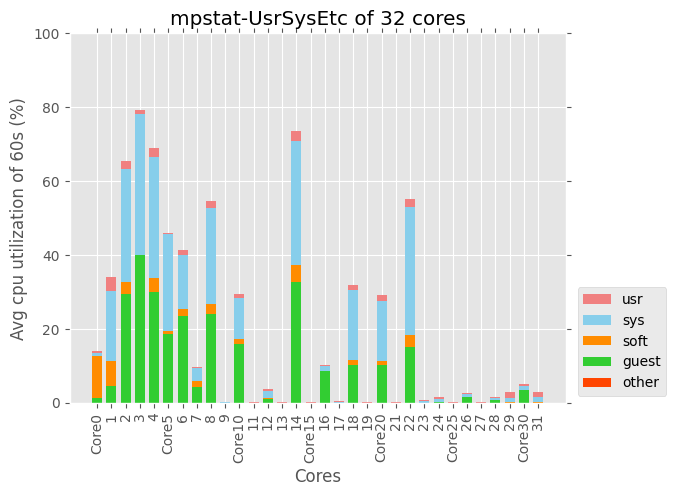 mpstat-UsrSysEtc of 32 cores
Avg cpu utilization of 60s (%)
100
80
60
40
20
0
Core0
1
2
3
4
Core5
6
7
8
9
Core10
11
12
13
14
Core15
16
17
18
19
Core20
21
22
23
24
Core25
26
27
28
29
Core30
31
Cores
usr
sys
soft
guest
other